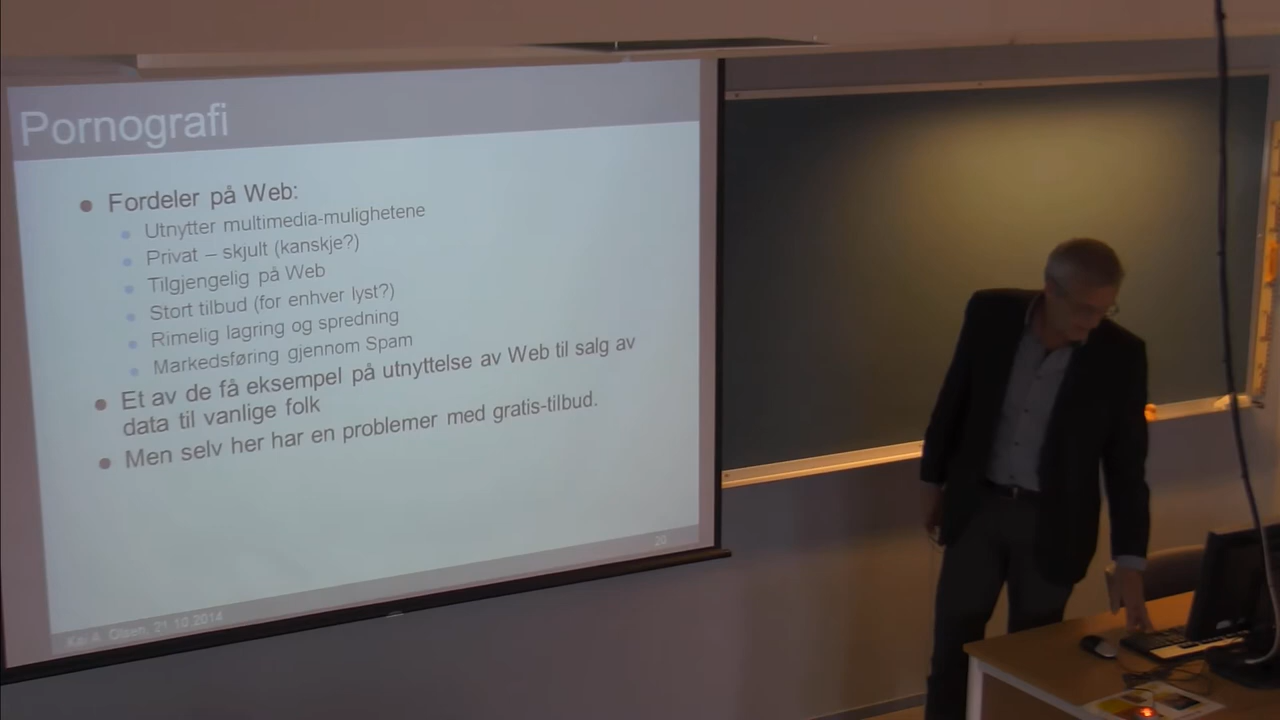 Pornografi
Fordeler på Web:
Utnytter multimedia-mulighetene
Privat – skjult (kanskje?)
Tilgjengelig på Web
Stort tilbud (for enhver lyst?)
Rimelig lagring og spredning
Markedsføring gjennom Spam
Et av de få eksempel på utnyttelse av Web til salg av
data til vanlige folk
Men selv her har en problemer med gratis-tilbud.
Kai A. Olsen, 21.10.2014
20